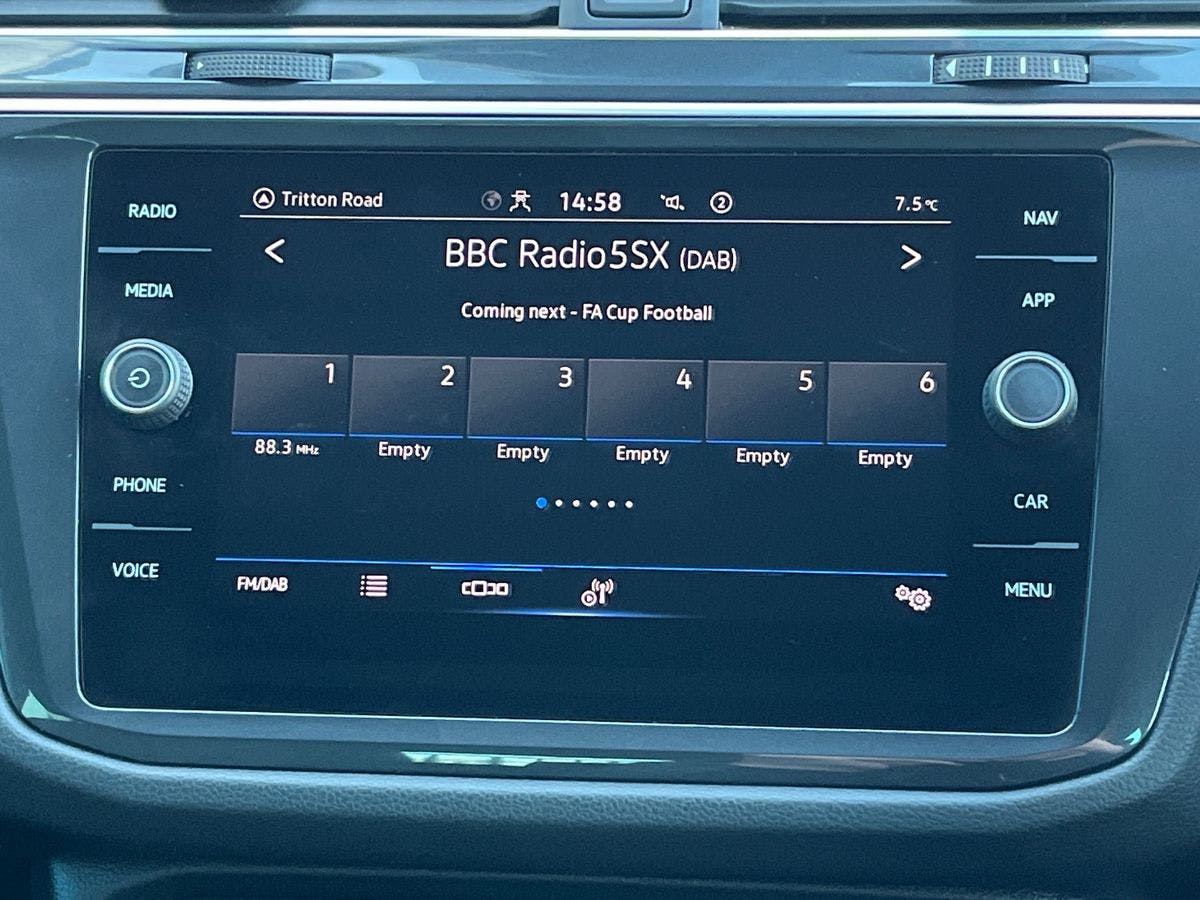 RADIO
MEDIA
PHONE
VOICE
Tritton Road 14:58 2 7.5°C
< BBC Radio5SX (DAB) >
Coming next - FA Cup Football
1 2 3 4 5 6
88.3 MHz Empty Empty Empty Empty Empty
FM/DAB
NAV
APP
CAR
MENU